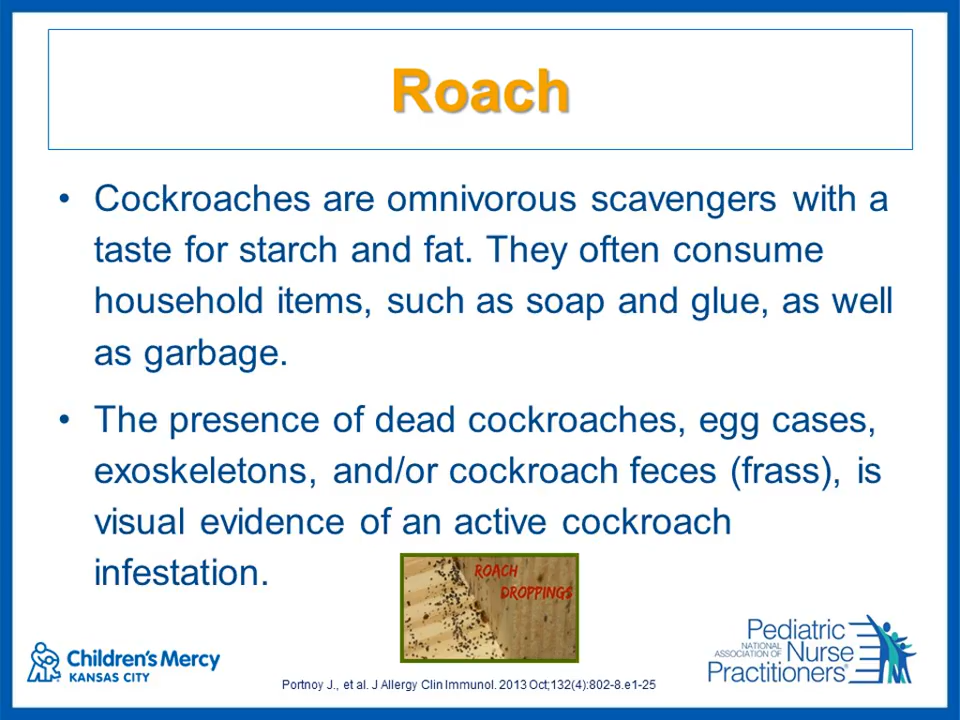 Roach
• Cockroaches are omnivorous scavengers with a
taste for starch and fat. They often consume
household items, such as soap and glue, as well
as garbage.
• The presence of dead cockroaches, egg cases,
exoskeletons, and/or cockroach feces (frass), is
visual evidence of an active cockroach
infestation.
ROACH
DROPPINGS
Children's Mercy
KANSAS CITY
Portnoy J., et al. J Allergy Clin Immunol. 2013 Oct;132(4):802-8.e1-25
Pediatric
NATIONAL
ASSOCIATION OF
Nurse
Practitioners®